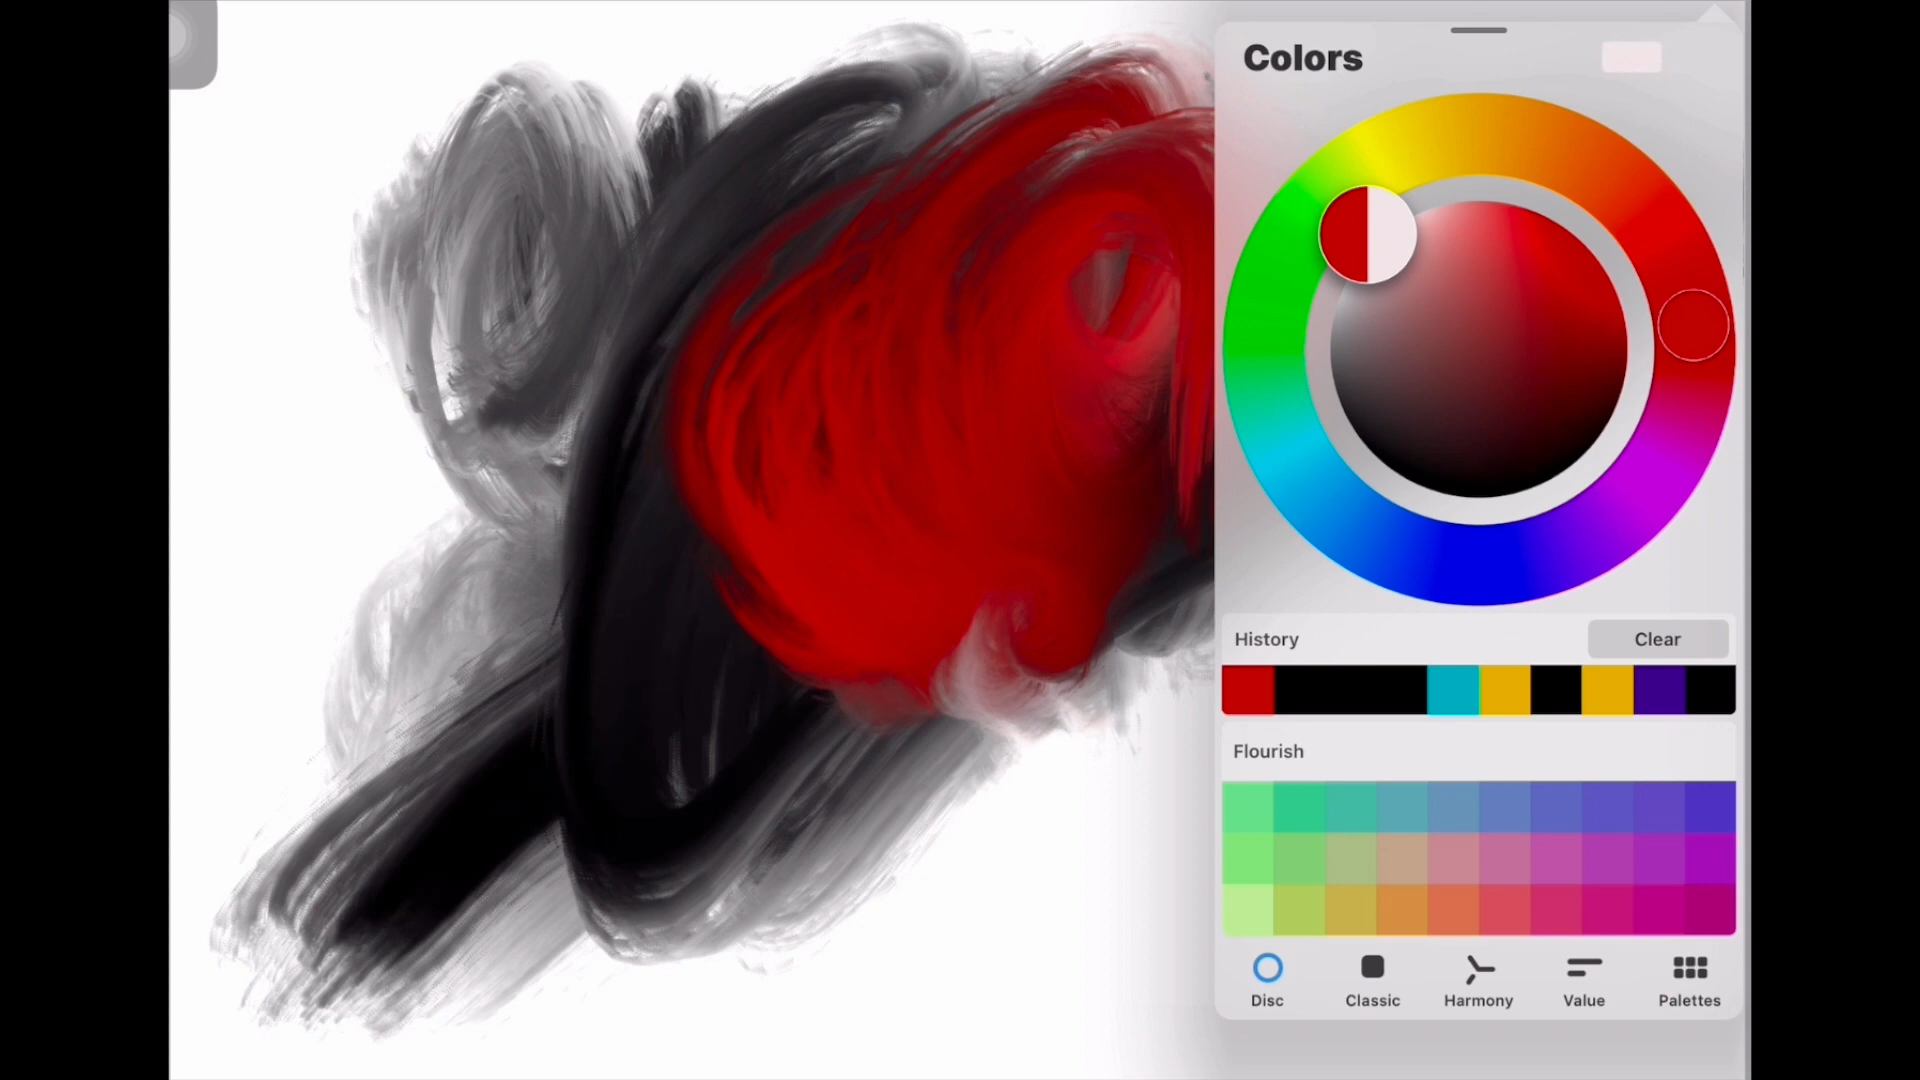 Colors
History
Clear
Flourish
Disc
Classic
Harmony
Value
Palettes